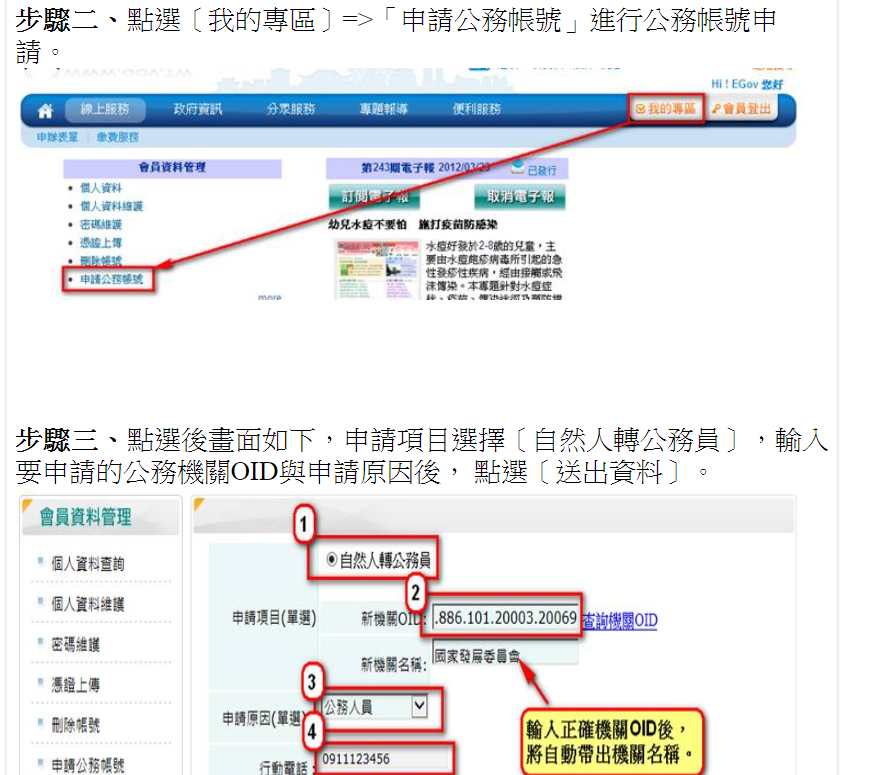 步驟二、點選〔我的專區〕=>「申請公務帳號」進行公務帳號申
請。
Hi ! EGov 您好
線上服務 政府資訊 分眾服務 專題報導 便利服務 我的專區 會員登出
申辦表單 | 繳費服務
會員資料管理
• 個人資料
• 個人資料維護
• 密碼維護
• 憑證上傳
• 刪除帳號
• 申請公務帳號
more
第243期電子報 2012/03/23 已發行
訂閱電子報 取消電子報
幼兒水痘不要怕 施打疫苗防感染
水痘好發於2-8歲的兒童，主
要由水痘皰疹病毒所引起的急
性發疹性疾病，經由接觸或飛
沫傳染。本專題針對水痘症
步驟三、點選後畫面如下，申請項目選擇〔自然人轉公務員〕，輸入
要申請的公務機關OID與申請原因後， 點選〔送出資料〕。
會員資料管理
個人資料查詢
個人資料維護
密碼維護
憑證上傳
刪除帳號
申請公務帳號
1
自然人轉公務員
2
申請項目(單選) 新機關OID: .886.101.20003.20069 查詢機關OID
新機關名稱: 國家發展委員會
3
申請原因(單選) 公務人員
4
行動電話: 0911123456
輸入正確機關OID後，
將自動帶出機關名稱。